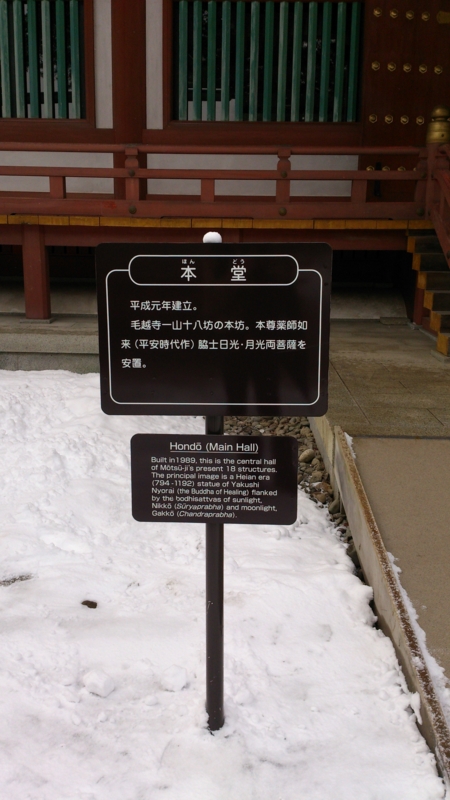 ほん どう
本 堂
平成元年建立。
毛越寺一山十八坊の本坊。本尊薬師如
来（平安時代作）脇士日光・月光両菩薩を
安置。
Hondō (Main Hall)
Built in1989, this is the central hall
of Mōtsū-ji's present 18 structures.
The principal image is a Heian era
(794-1192) statue of Yakushi
Nyorai (the Buddha of Healing) flanked
by the bodhisattvas of sunlight,
Nikkō (Sūryaprabha) and moonlight,
Gakkō (Chandraprabha).